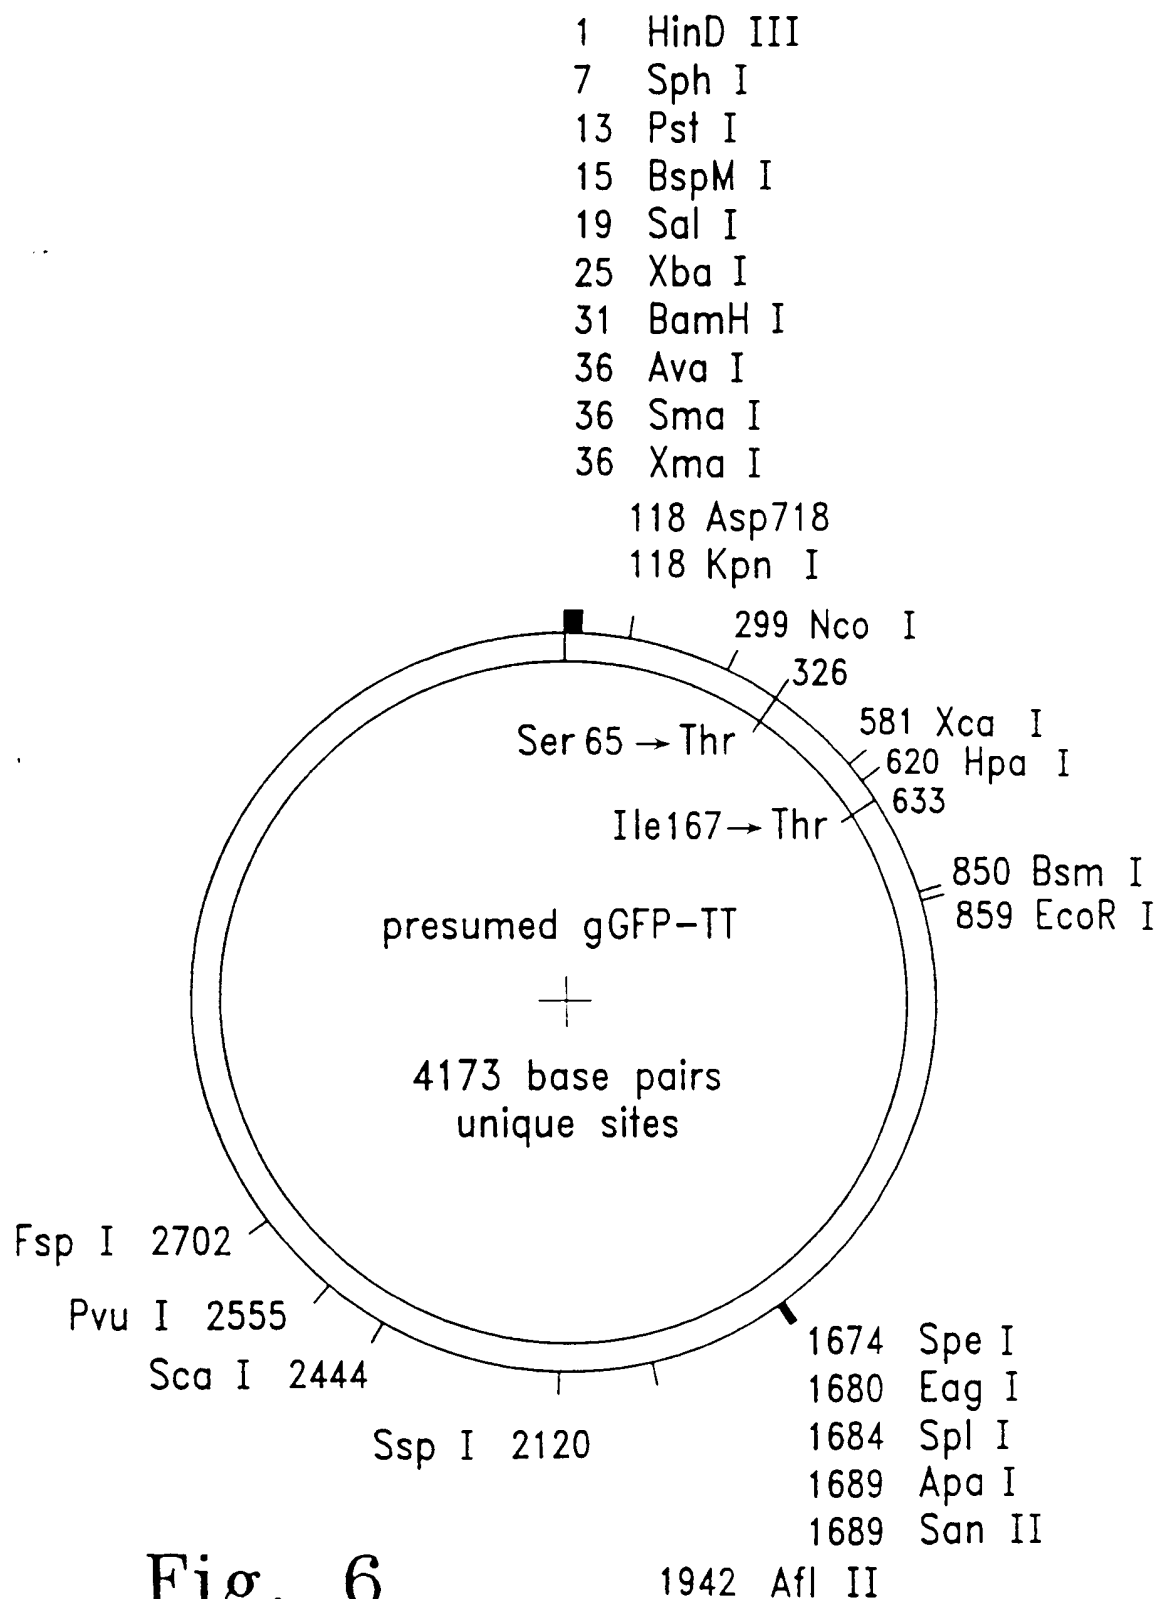 1 HinD III
7 Sph I
13 Pst I
15 BspM I
19 Sal I
25 Xba I
31 BamH I
36 Ava I
36 Sma I
36 Xma I
118 Asp718
118 Kpn I
299 Nco I
326
Ser 65 → Thr
581 Xca I
620 Hpa I
633
Ile167 → Thr
850 Bsm I
859 EcoR I
presumed gGFP-TT
4173 base pairs
unique sites
Fsp I 2702
Pvu I 2555
Sca I 2444
Ssp I 2120
1674 Spe I
1680 Eag I
1684 Spl I
1689 Apa I
1689 San II
1942 Afl II
Fig. 6